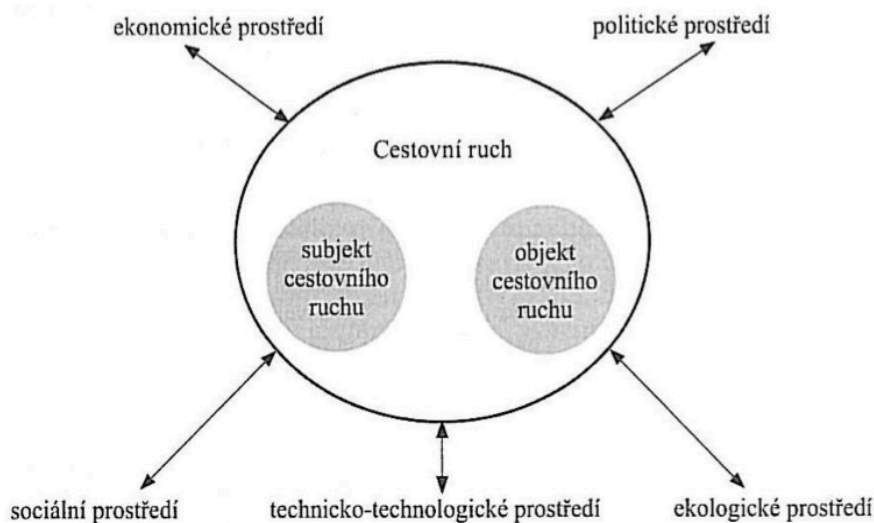 ekonomické prostředí
politické prostředí
Cestovní ruch
subjekt
cestovního
ruchu
objekt
cestovního
ruchu
sociální prostředí
technicko-technologické prostředí
ekologické prostředí